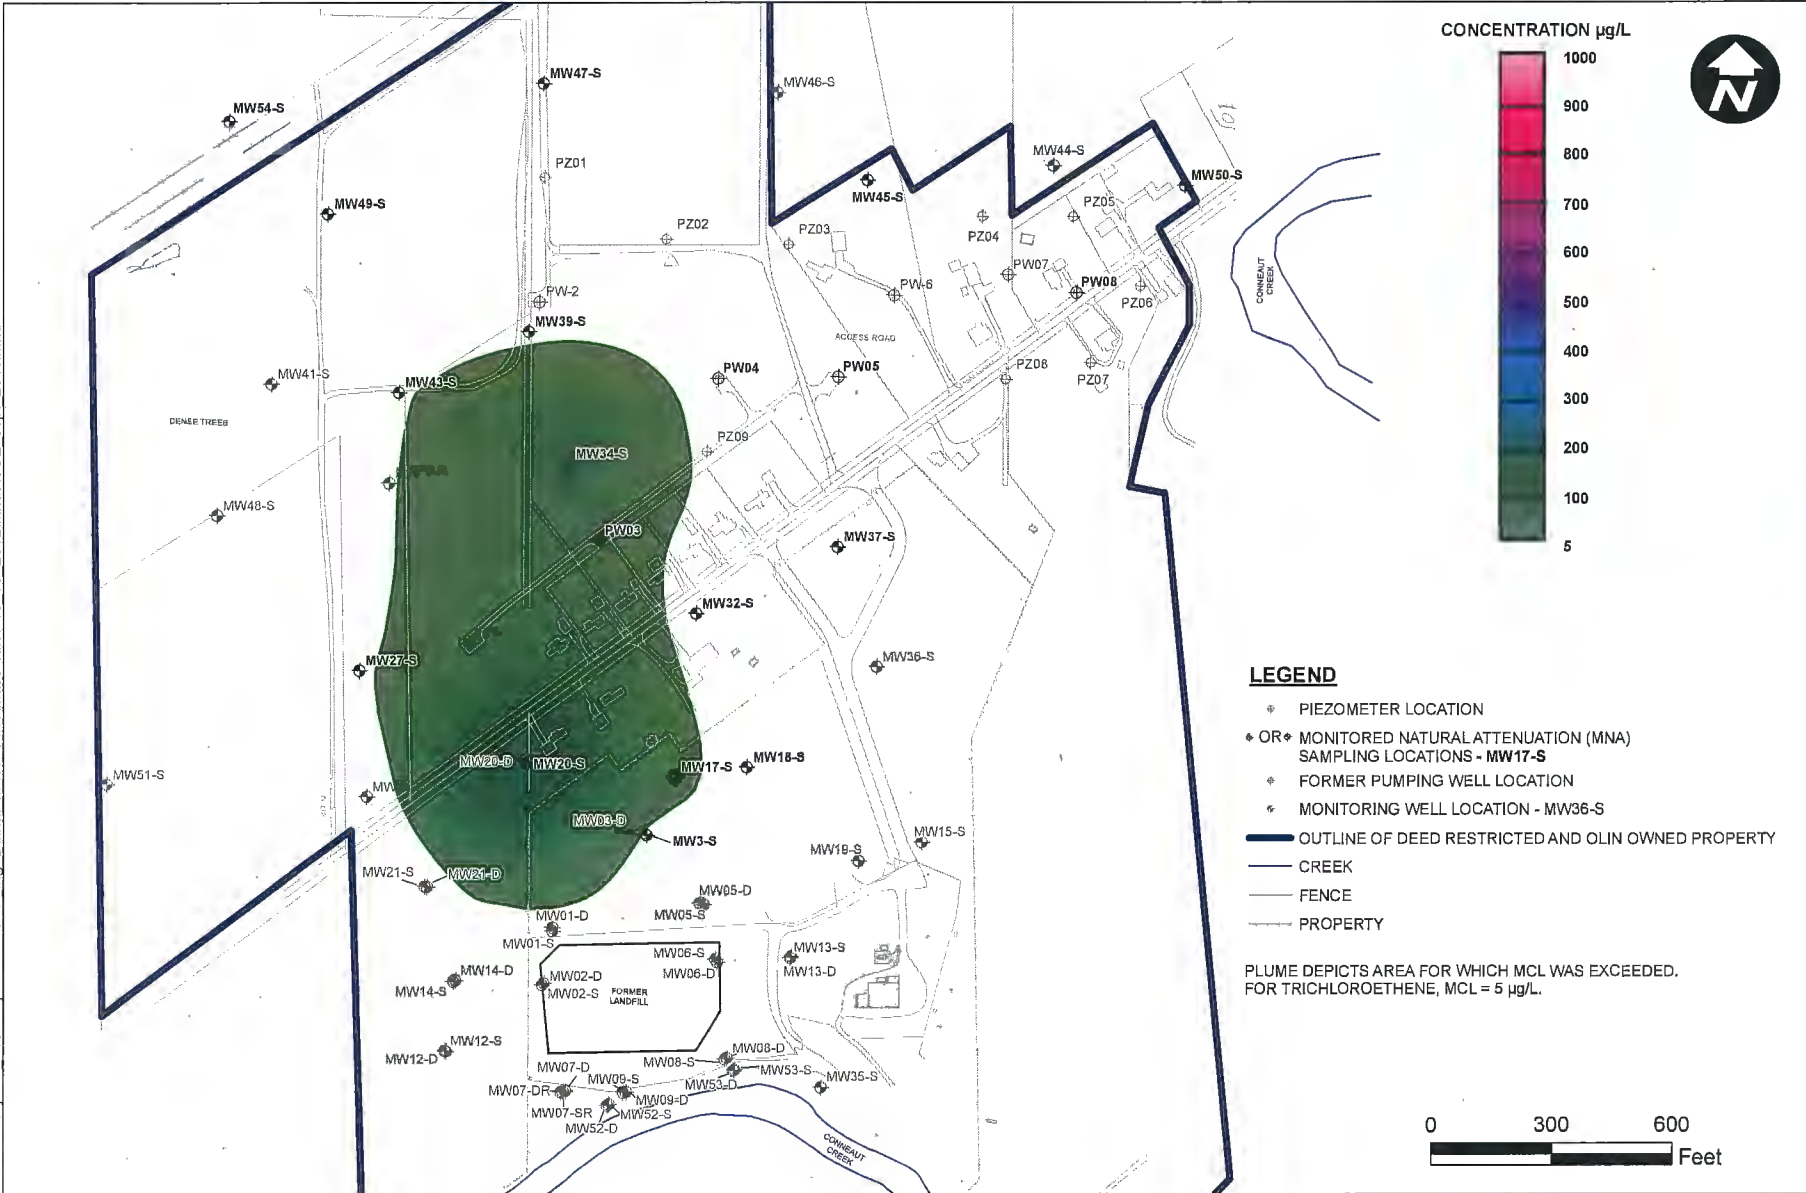 CONCENTRATION µg/L
1000
900
800
700
600
500
400
300
200
100
5
N
MW47-S
MW54-S
MW46-S
PZ01
MW49-S
MW44-S
MW45-S
MW50-S
PZ02
PZ03
PZ04
PZ05
PW-2
PW-6
PW07
PW08
PZ06
CONNEAUT
CREEK
MW39-S
ACCESS ROAD
MW41-S
MW43-S
PW04
PW05
PZ08
PZ07
DENSE TREES
PZ09
MW34-S
MW48-S
PW03
MW37-S
MW32-S
MW27-S
MW36-S
MW51-S
MW20-D
MW20-S
MW17-S
MW18-S
MW
MW03-D
MW3-S
MW15-S
MW19-S
MW21-S
MW21-D
MW05-D
MW05-S
MW01-D
MW01-S
MW06-S
MW06-D
MW13-S
MW13-D
MW14-D
MW14-S
MW02-D
MW02-S
FORMER
LANDFILL
MW12-S
MW12-D
MW08-D
MW08-S
MW07-D
MW09-S
MW53-S
MW53-D
MW35-S
MW07-DR
MW09-D
MW07-SR
MW52-S
MW52-D
CONNEAUT
CREEK
LEGEND
PIEZOMETER LOCATION
OR MONITORED NATURAL ATTENUATION (MNA)
SAMPLING LOCATIONS - MW17-S
FORMER PUMPING WELL LOCATION
MONITORING WELL LOCATION - MW36-S
OUTLINE OF DEED RESTRICTED AND OLIN OWNED PROPERTY
CREEK
FENCE
PROPERTY
PLUME DEPICTS AREA FOR WHICH MCL WAS EXCEEDED.
FOR TRICHLOROETHENE, MCL = 5 µg/L.
0 300 600
Feet